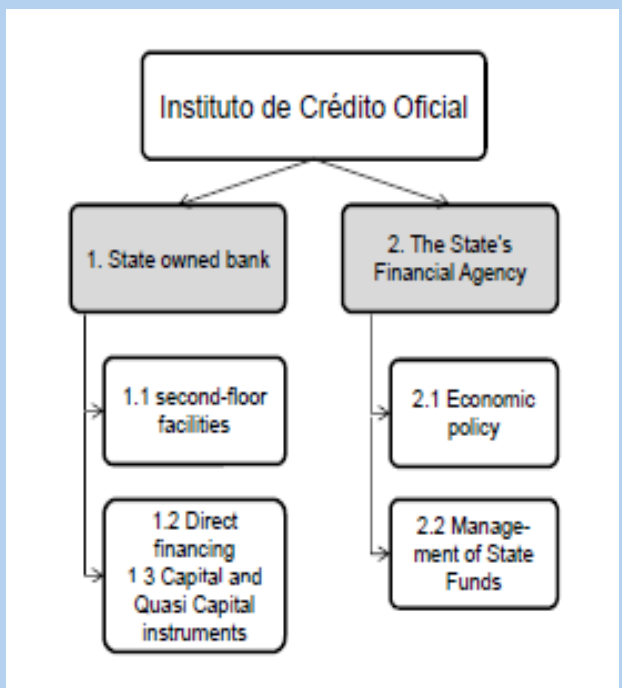 Instituto de Crédito Oficial
1. State owned bank
2. The State's
Financial Agency
1.1 second-floor
facilities
2.1 Economic
policy
1.2 Direct
financing
1 3 Capital and
Quasi Capital
instruments
2.2 Manage-
ment of State
Funds